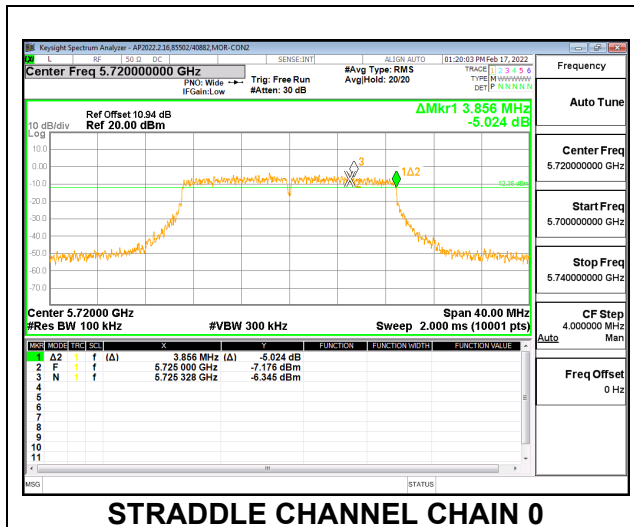 Keysight Spectrum Analyzer - AP2022.2.16,85502/40882,MOR-CON2
L RF 50 Ω DC SENSE:INT ALIGN AUTO 01:20:03 PM Feb 17, 2022
Center Freq 5.720000000 GHz
PNO: Wide
IFGain:Low
Trig: Free Run
#Atten: 30 dB
#Avg Type: RMS
Avg|Hold: 20/20
TRACE 1 2 3 4 5 6
TYPE M WWWWW
DET P N N N N N
Frequency
Auto Tune
Center Freq
5.720000000 GHz
Start Freq
5.700000000 GHz
Stop Freq
5.740000000 GHz
CF Step
4.000000 MHz
Auto Man
Freq Offset
0 Hz
ΔMkr1 3.856 MHz
-5.024 dB
Ref Offset 10.94 dB
10 dB/div Ref 20.00 dBm
Log
10.0
0.00
-10.0
-20.0
-30.0
-40.0
-50.0
-60.0
-70.0
3
1Δ2
2
Center 5.72000 GHz Span 40.00 MHz
#Res BW 100 kHz #VBW 300 kHz Sweep 2.000 ms (10001 pts)
MKR MODE TRC SCL X Y FUNCTION FUNCTION WIDTH FUNCTION VALUE
1 Δ2 1 f (Δ) 3.856 MHz (Δ) -5.024 dB
2 F 1 f 5.725 000 GHz -7.176 dBm
3 N 1 f 5.725 328 GHz -6.345 dBm
4
5
6
7
8
9
10
11
MSG STATUS
STRADDLE CHANNEL CHAIN 0